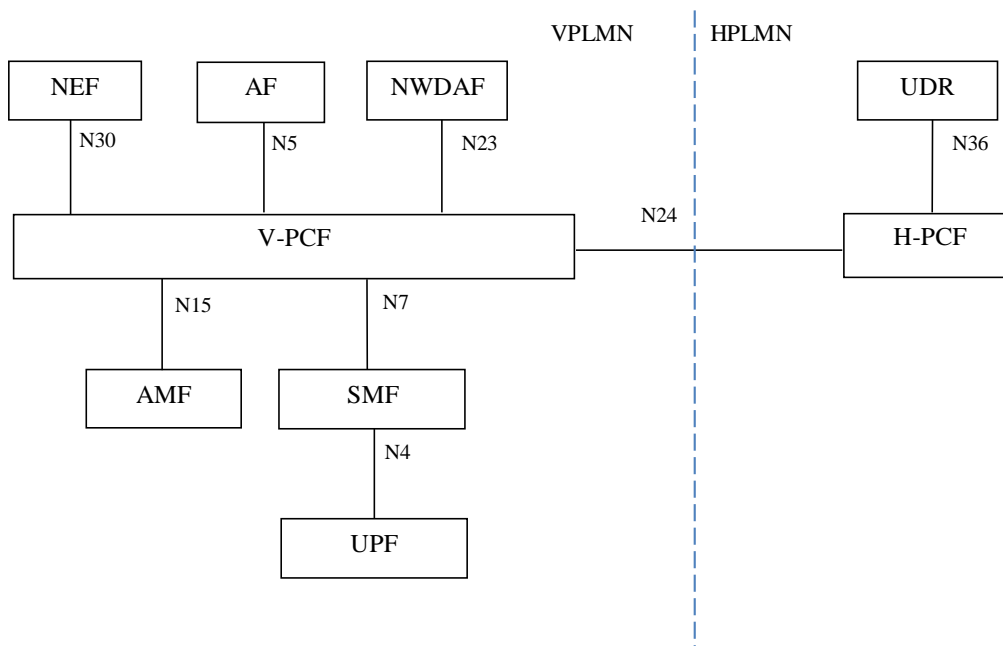 VPLMN
HPLMN
NEF
AF
NWDAF
UDR
N30
N5
N23
N36
N24
V-PCF
H-PCF
N15
N7
AMF
SMF
N4
UPF